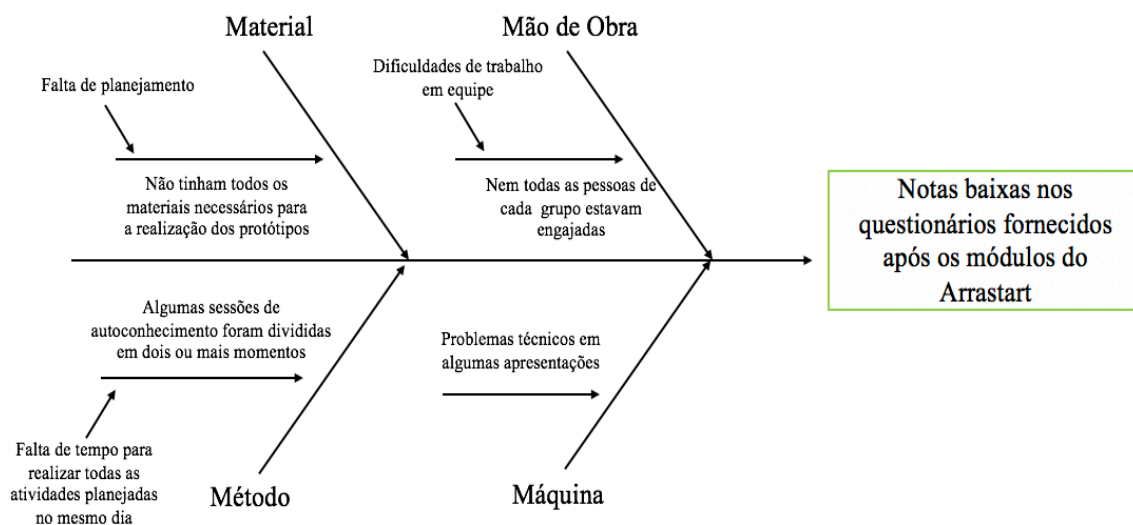 Material
Mão de Obra
Falta de planejamento
Dificuldades de trabalho
em equipe
Não tinham todos os
materiais necessários para
a realização dos protótipos
Nem todas as pessoas de
cada grupo estavam
engajadas
Notas baixas nos
questionários fornecidos
após os módulos do
Arrastart
Algumas sessões de
autoconhecimento foram divididas
em dois ou mais momentos
Problemas técnicos em
algumas apresentações
Falta de tempo para
realizar todas as
atividades planejadas
no mesmo dia
Método
Máquina